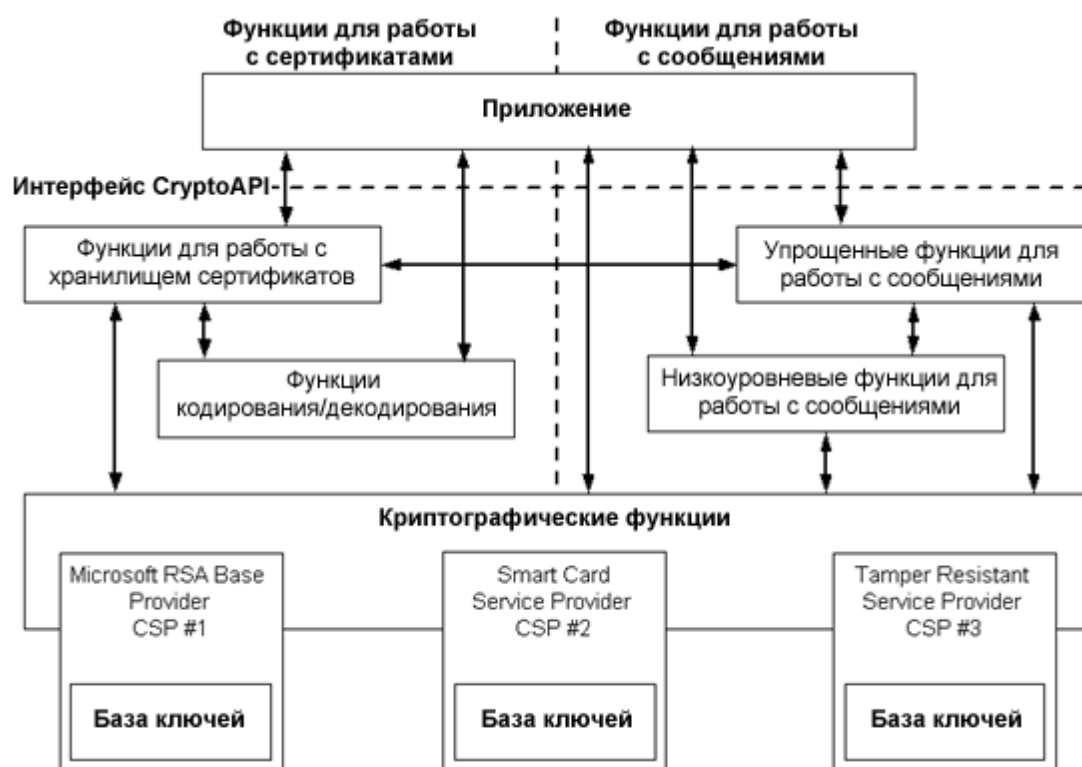 Функции для работы
с сертификатами
Функции для работы
с сообщениями
Приложение
Интерфейс CryptoAPI
Функции для работы с
хранилищем сертификатов
Упрощенные функции для
работы с сообщениями
Функции
кодирования/декодирования
Низкоуровневые функции для
работы с сообщениями
Криптографические функции
Microsoft RSA Base
Provider
CSP #1
Smart Card
Service Provider
CSP #2
Tamper Resistant
Service Provider
CSP #3
База ключей
База ключей
База ключей